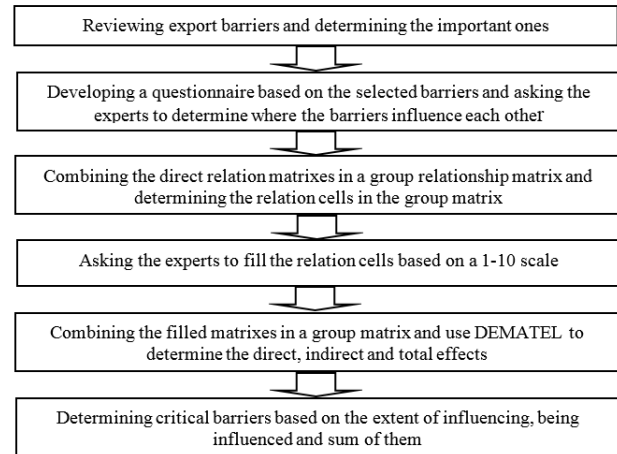 Reviewing export barriers and determining the important ones
Developing a questionnaire based on the selected barriers and asking the
experts to determine where the barriers influence each other
Combining the direct relation matrixes in a group relationship matrix and
determining the relation cells in the group matrix
Asking the experts to fill the relation cells based on a 1-10 scale
Combining the filled matrixes in a group matrix and use DEMATEL to
determine the direct, indirect and total effects
Determining critical barriers based on the extent of influencing, being
influenced and sum of them